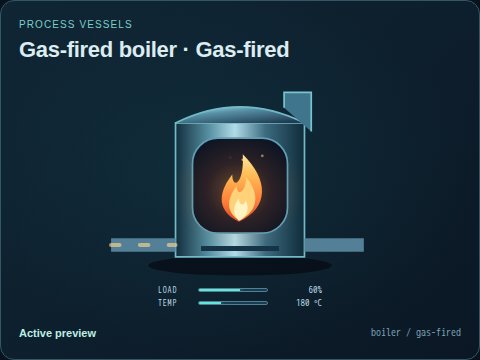 PROCESS VESSELS
Gas-fired boiler · Gas-fired
LOAD 60%
TEMP 180 °C
Active preview
boiler / gas-fired